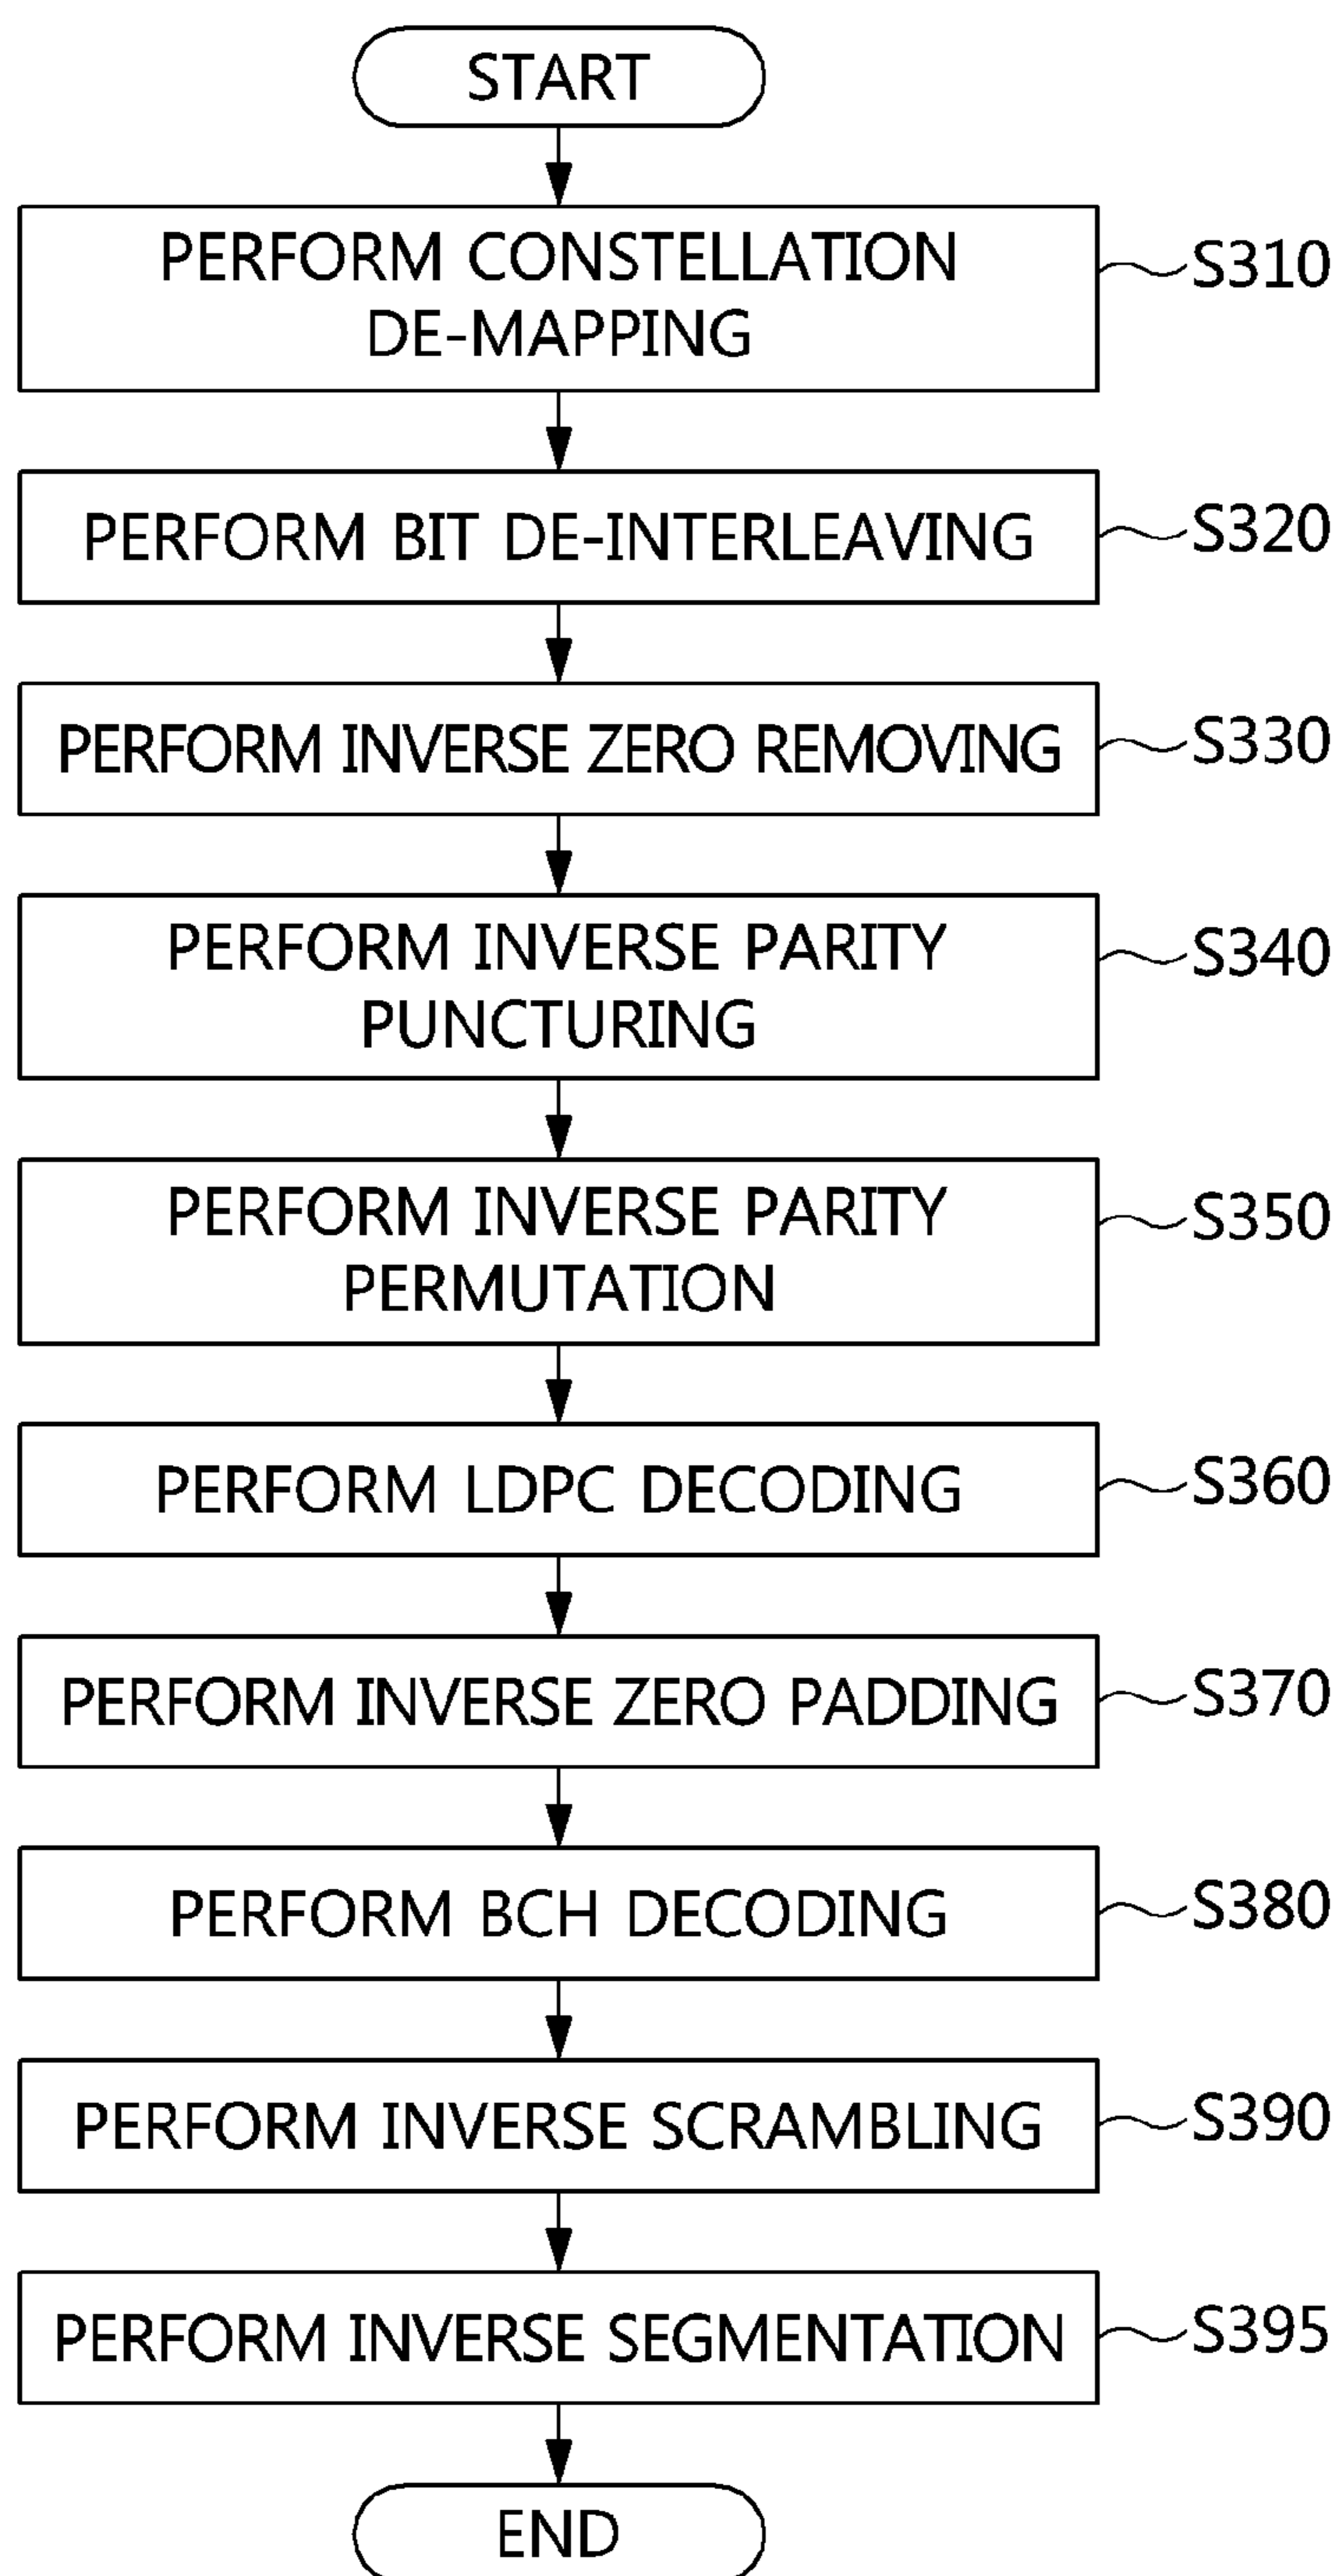 START
PERFORM CONSTELLATION
DE-MAPPING
S310
PERFORM BIT DE-INTERLEAVING
S320
PERFORM INVERSE ZERO REMOVING
S330
PERFORM INVERSE PARITY
PUNCTURING
S340
PERFORM INVERSE PARITY
PERMUTATION
S350
PERFORM LDPC DECODING
S360
PERFORM INVERSE ZERO PADDING
S370
PERFORM BCH DECODING
S380
PERFORM INVERSE SCRAMBLING
S390
PERFORM INVERSE SEGMENTATION
S395
END